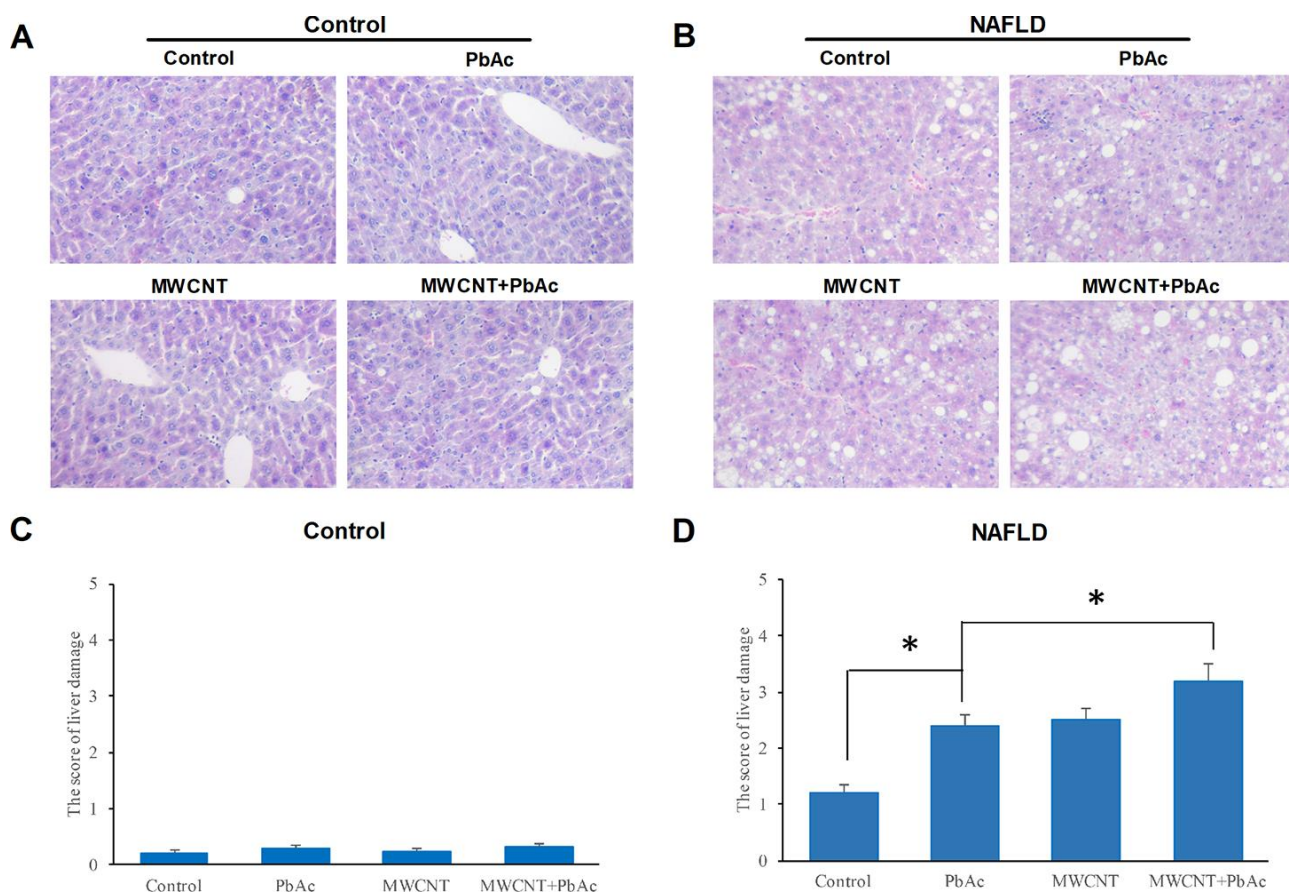 A
Control
Control
PbAc
MWCNT
MWCNT+PbAc
B
NAFLD
Control
PbAc
MWCNT
MWCNT+PbAc
C
Control
The score of liver damage
5
4
3
2
1
0
Control
PbAc
MWCNT
MWCNT+PbAc
D
NAFLD
The score of liver damage
5
4
3
2
1
0
*
*
Control
PbAc
MWCNT
MWCNT+PbAc